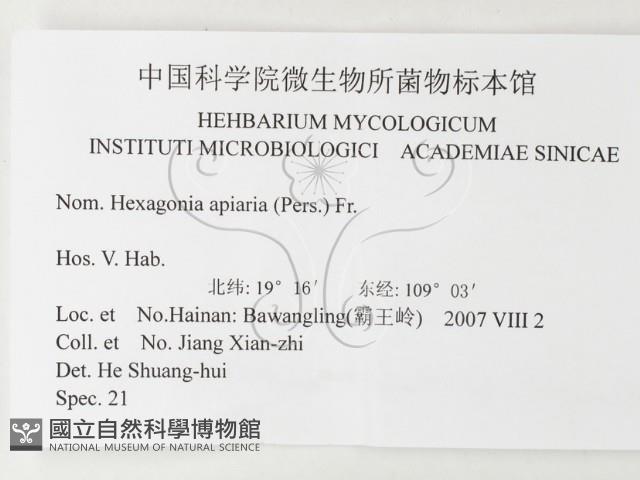 中国科学院微生物所菌物标本馆
HEHBARIUM MYCOLOGICUM
INSTITUTI MICROBIOLOGICI ACADEMIAE SINICAE
Nom. Hexagonia apiaria (Pers.) Fr.
Hos. V. Hab.
北纬: 19° 16′ 东经: 109° 03′
Loc. et No.Hainan: Bawangling(霸王岭) 2007 VIII 2
Coll. et No. Jiang Xian-zhi
Det. He Shuang-hui
Spec. 21
國立自然科學博物館
NATIONAL MUSEUM OF NATURAL SCIENCE